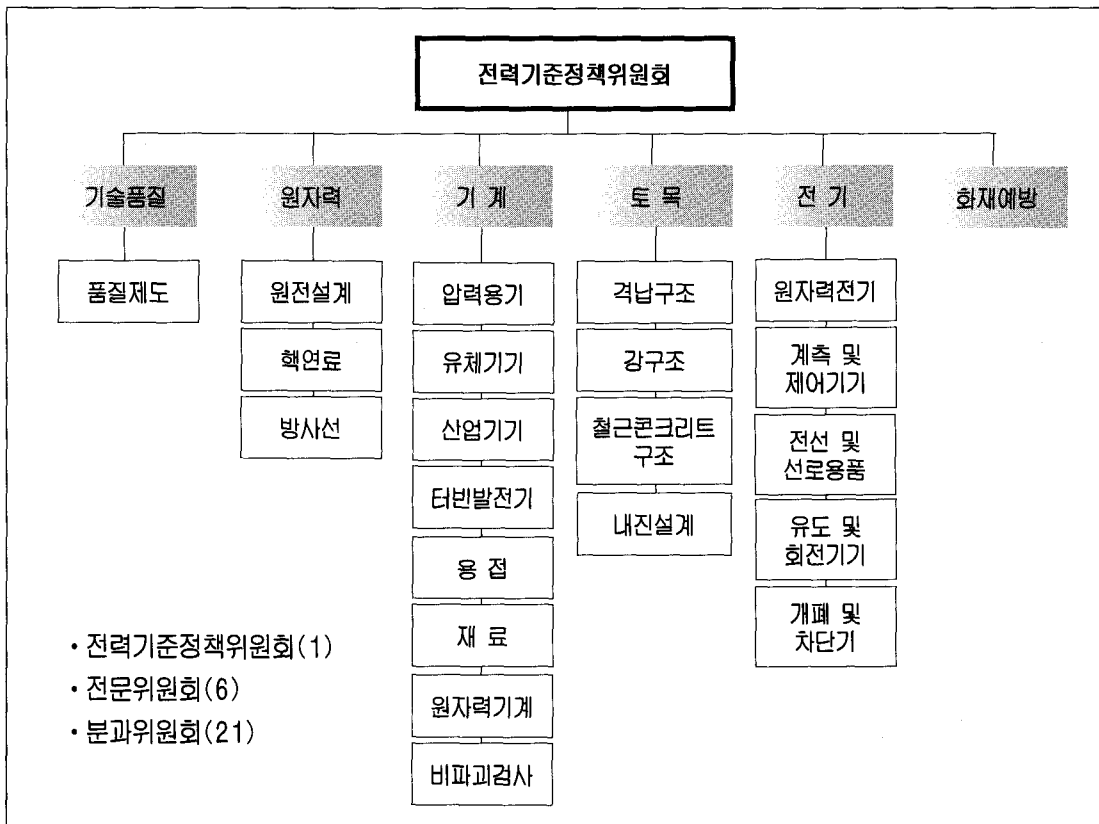 전력기준정책위원회
기술품질
원자력
기 계
토 목
전 기
화재예방
품질제도
원전설계
핵연료
방사선
압력용기
유체기기
산업기기
터빈발전기
용 접
재 료
원자력기계
비파괴검사
격납구조
강구조
철근콘크리트
구조
내진설계
원자력전기
계측 및
제어기기
전선 및
선로용품
유도 및
회전기기
개폐 및
차단기
• 전력기준정책위원회(1)
• 전문위원회(6)
• 분과위원회(21)